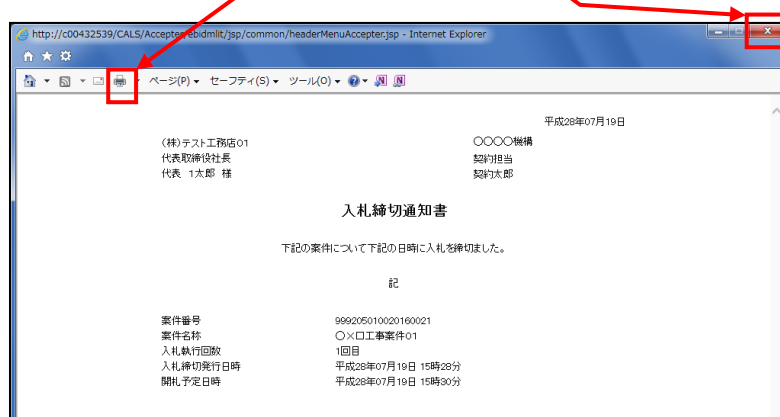 http://c00432539/CALS/Accepter/ebidmlit/jsp/common/headerMenuAccepter.jsp - Internet Explorer
ページ(P) セーフティ(S) ツール(O)
平成28年07月19日
(株)テスト工務店01
〇〇〇〇機構
代表取締役社長
契約担当
代表 1太郎 様
契約太郎
入札締切通知書
下記の案件について下記の日時に入札を締切ました。
記
案件番号 999205010020160021
案件名称 〇×口工事案件01
入札執行回数 1回目
入札締切発行日時 平成28年07月19日 15時28分
開札予定日時 平成28年07月19日 15時30分